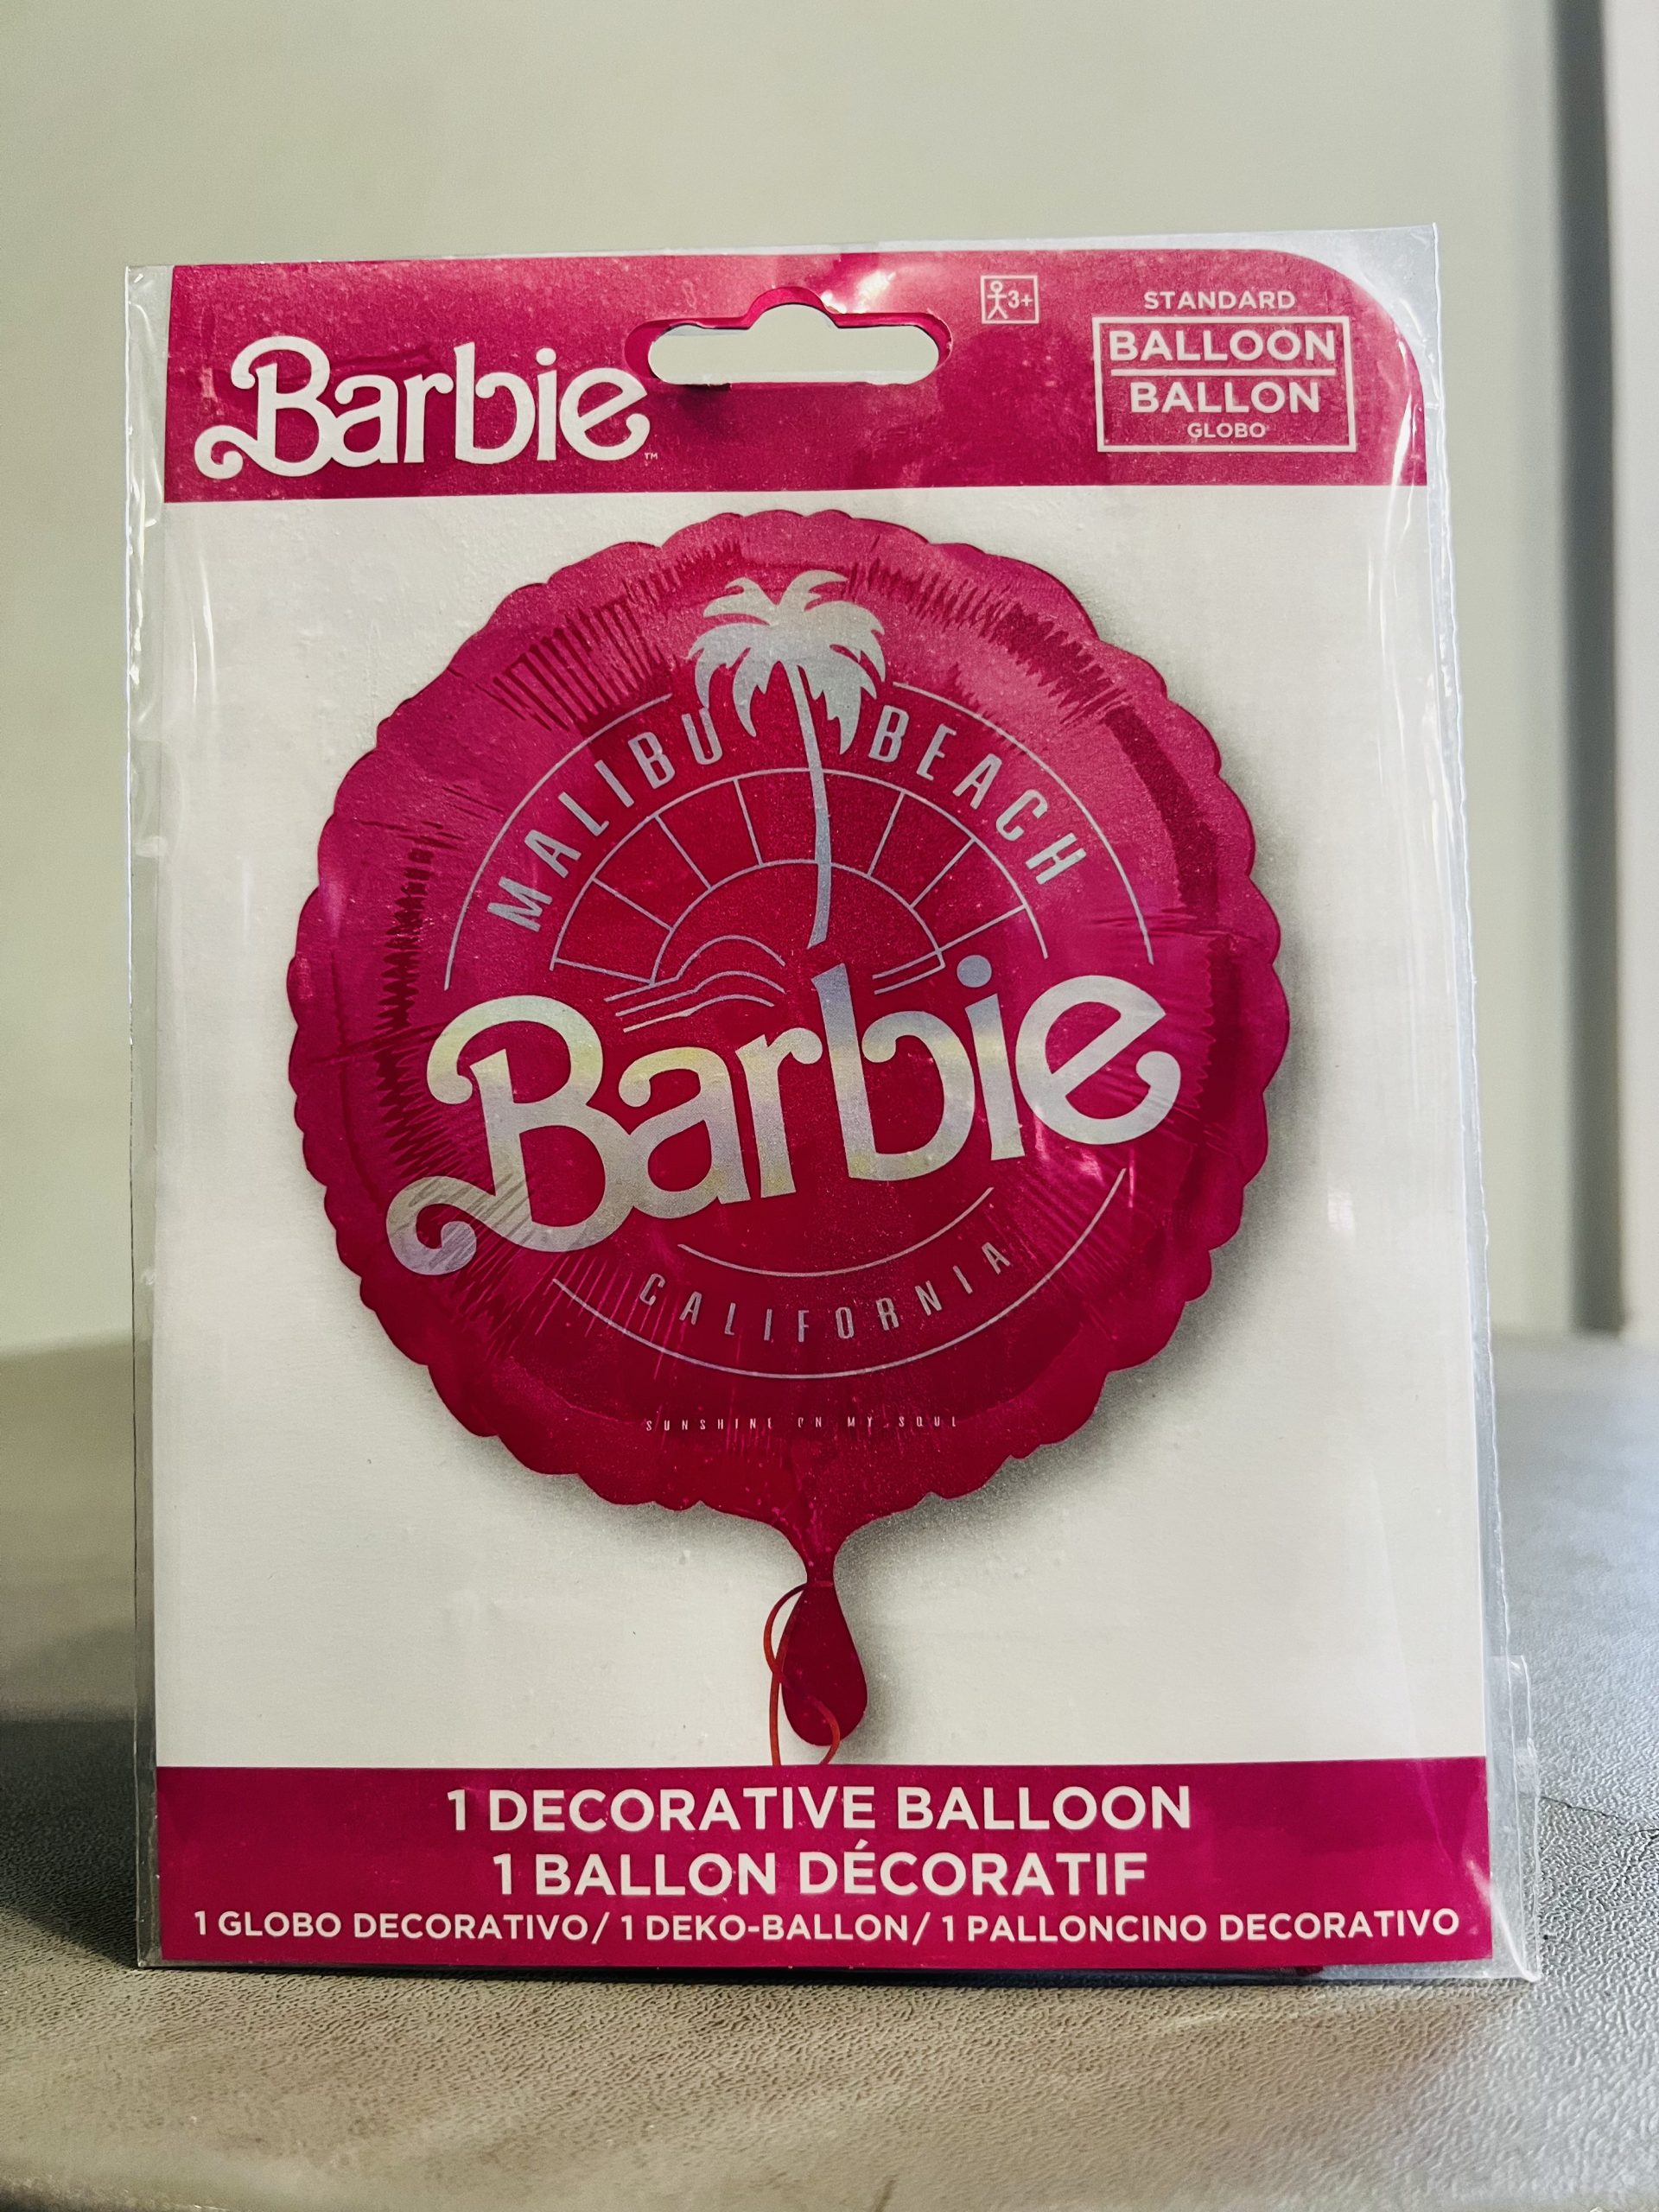 Barbie™
3+
STANDARD
BALLOON
BALLON
GLOBO
MALIBU BEACH
Barbie
CALIFORNIA
SUNSHINE ON MY SOUL
1 DECORATIVE BALLOON
1 BALLON DÉCORATIF
1 GLOBO DECORATIVO/ 1 DEKO-BALLON/ 1 PALLONCINO DECORATIVO